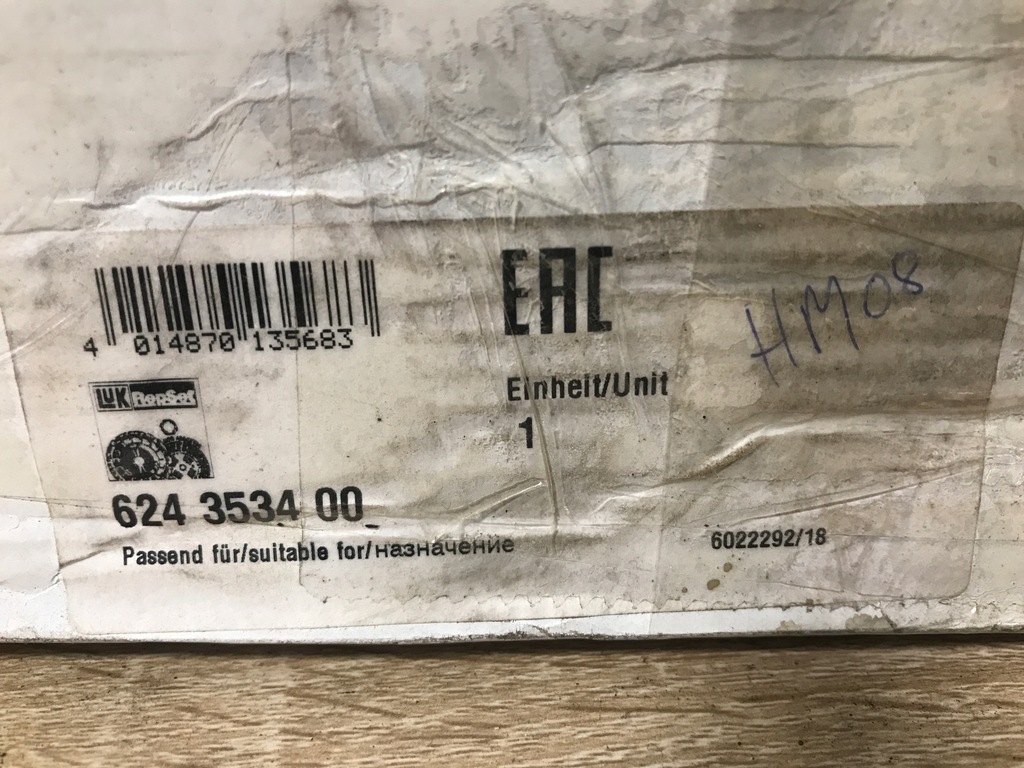 EAC
HM08
4 014870 135683
LUK RepSet
Einheit/Unit
1
624 3534 00
Passend für/suitable for/назначение
6022292/18